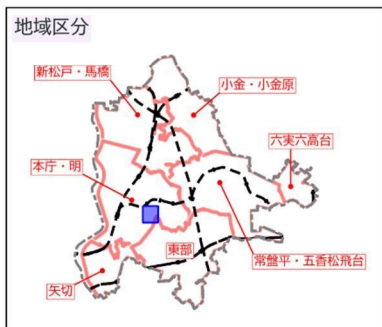 地域区分
新松戸・馬橋
小金・小金原
六実六高台
本庁・明
東部
常盤平・五香松飛台
矢切